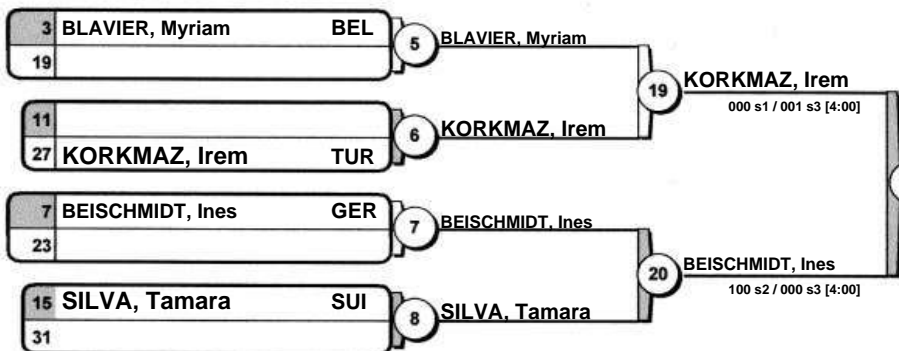 3 BLAVIER, Myriam BEL
19
5
BLAVIER, Myriam
11
27 KORKMAZ, Irem TUR
6
KORKMAZ, Irem
19
KORKMAZ, Irem
000 s1 / 001 s3 [4:00]
7 BEISCHMIDT, Ines GER
23
7
BEISCHMIDT, Ines
15 SILVA, Tamara SUI
31
8
SILVA, Tamara
20
BEISCHMIDT, Ines
100 s2 / 000 s3 [4:00]